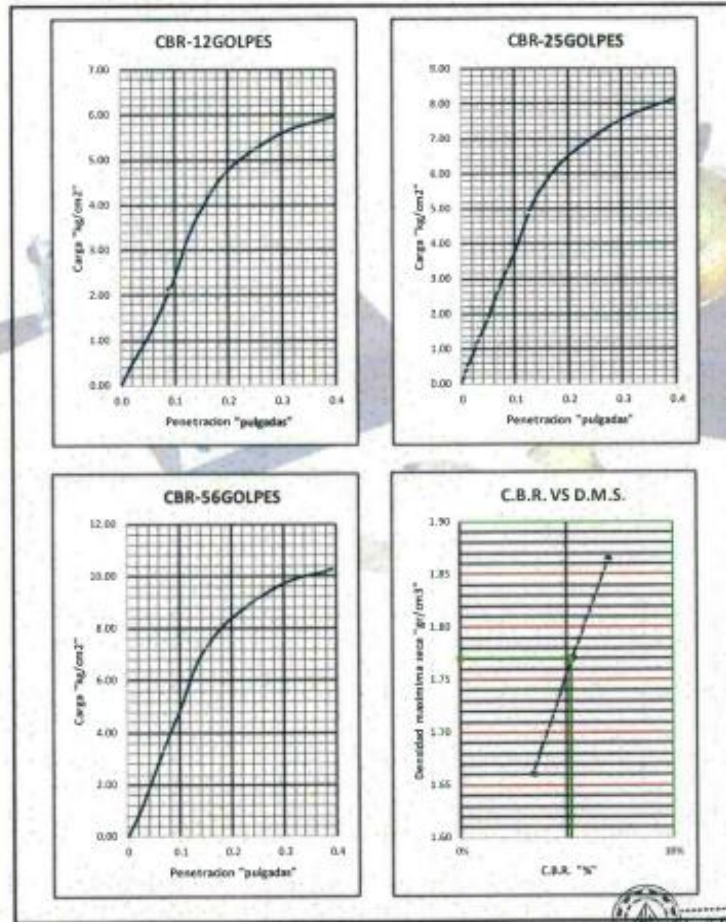 CBR-12GOLPES
7.00
6.00
5.00
4.00
3.00
2.00
1.00
0.00
Carga "kg/cm2"
0.0 0.1 0.2 0.3 0.4
Penetracion "pulgadas"
CBR-25GOLPES
9.00
8.00
7.00
6.00
5.00
4.00
3.00
2.00
1.00
0.00
Carga "kg/cm2"
0.0 0.1 0.2 0.3 0.4
Penetracion "pulgadas"
CBR-56GOLPES
12.00
10.00
8.00
6.00
4.00
2.00
0.00
Carga "kg/cm2"
0.0 0.1 0.2 0.3 0.4
Penetracion "pulgadas"
C.B.R. VS D.M.S.
1.90
1.85
1.80
1.75
1.70
1.65
1.60
Densidad maxima seca "gr/cm3"
0%
C.B.R. "%"